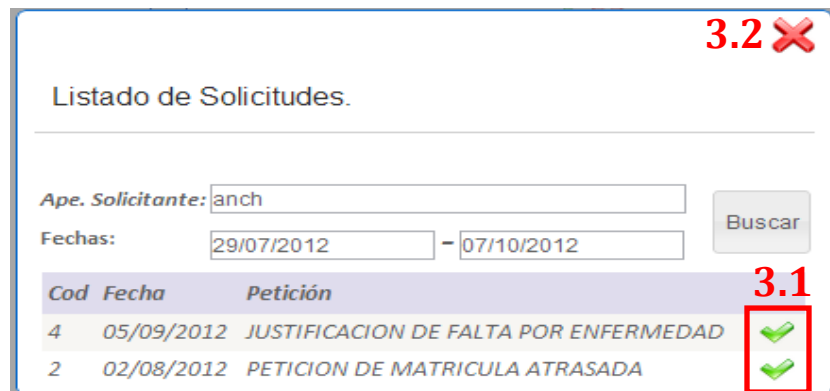 3.2
Listado de Solicitudes.
Ape. Solicitante: anch
Buscar
Fechas: 29/07/2012 - 07/10/2012
3.1
Cod Fecha Petición
4 05/09/2012 JUSTIFICACION DE FALTA POR ENFERMEDAD
2 02/08/2012 PETICION DE MATRICULA ATRASADA